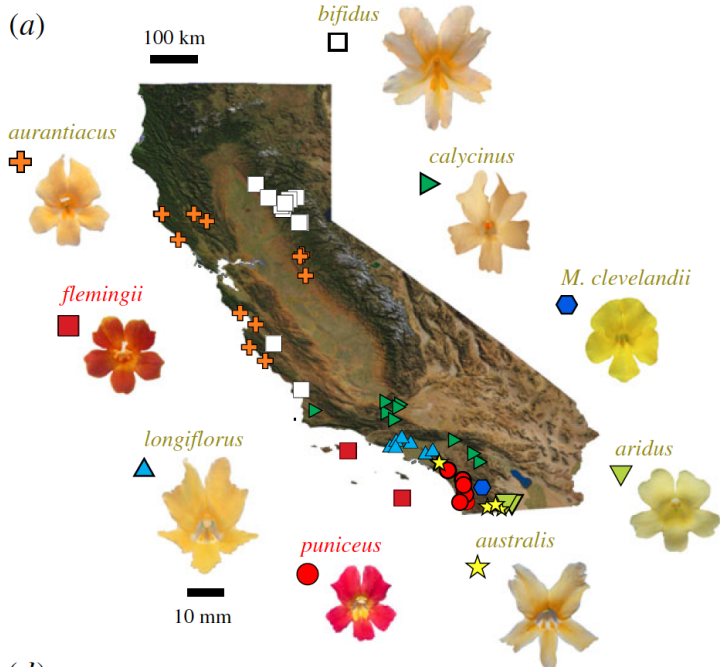 (a)
100 km
bifidus
aurantiacus
calycinus
flemingii
M. clevelandii
longiflorus
aridus
puniceus
australis
10 mm